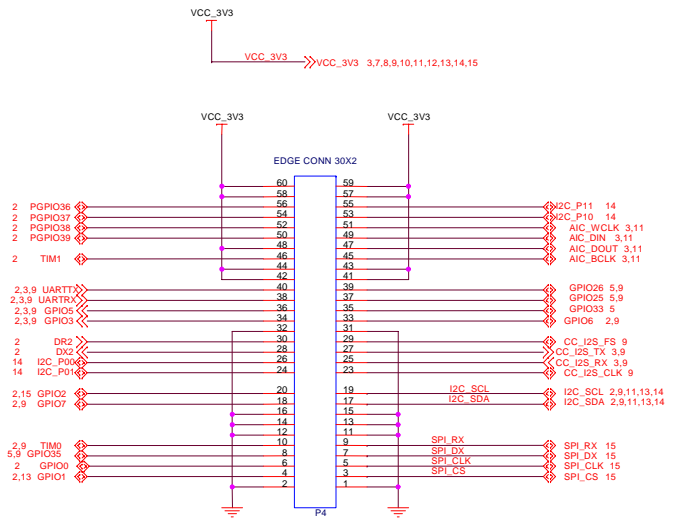 VCC_3V3
VCC_3V3
VCC_3V3 3,7,8,9,10,11,12,13,14,15
VCC_3V3 VCC_3V3
EDGE CONN 30X2
60 59
58 57
2 PGPIO36 56 55 I2C_P11 14
2 PGPIO37 54 53 I2C_P10 14
2 PGPIO38 52 51 AIC_WCLK 3,11
2 PGPIO39 50 49 AIC_DIN 3,11
48 47 AIC_DOUT 3,11
2 TIM1 46 45 AIC_BCLK 3,11
44 43
42 41
2,3,9 UARTTX 40 39 GPIO26 5,9
2,3,9 UARTRX 38 37 GPIO25 5,9
2,3,9 GPIO5 36 35 GPIO33 5
2,3,9 GPIO3 34 33 GPIO6 2,9
32 31
2 DR2 30 29 CC_I2S_FS 9
2 DX2 28 27 CC_I2S_TX 3,9
14 I2C_P00 26 25 CC_I2S_RX 3,9
14 I2C_P01 24 23 CC_I2S_CLK 9
2,15 GPIO2 20 19 I2C_SCL I2C_SCL 2,9,11,13,14
2,9 GPIO7 18 17 I2C_SDA I2C_SDA 2,9,11,13,14
16 15
14 13
12 11
2,9 TIM0 10 9 SPI_RX SPI_RX 15
5,9 GPIO35 8 7 SPI_DX SPI_DX 15
2 GPIO0 6 5 SPI_CLK SPI_CLK 15
2,13 GPIO1 4 3 SPI_CS SPI_CS 15
2 1
P4